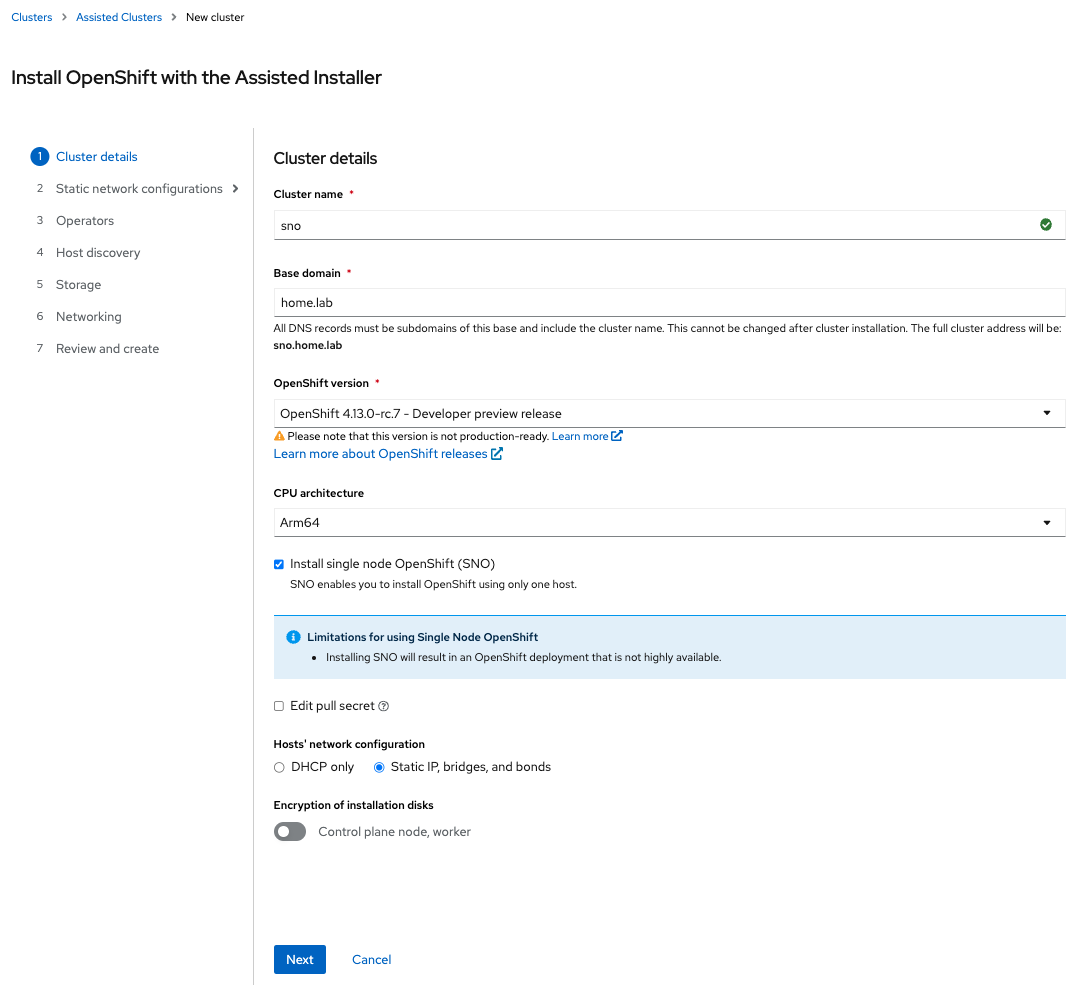 Clusters > Assisted Clusters > New cluster
Install OpenShift with the Assisted Installer
1 Cluster details
2 Static network configurations
3 Operators
4 Host discovery
5 Storage
6 Networking
7 Review and create
Cluster details
Cluster name *
sno
Base domain *
home.lab
All DNS records must be subdomains of this base and include the cluster name. This cannot be changed after cluster installation. The full cluster address will be:
sno.home.lab
OpenShift version *
OpenShift 4.13.0-rc.7 - Developer preview release
Please note that this version is not production-ready. Learn more
Learn more about OpenShift releases
CPU architecture
Arm64
Install single node OpenShift (SNO)
SNO enables you to install OpenShift using only one host.
Limitations for using Single Node OpenShift
• Installing SNO will result in an OpenShift deployment that is not highly available.
Edit pull secret
Hosts' network configuration
DHCP only Static IP, bridges, and bonds
Encryption of installation disks
Control plane node, worker
Next Cancel